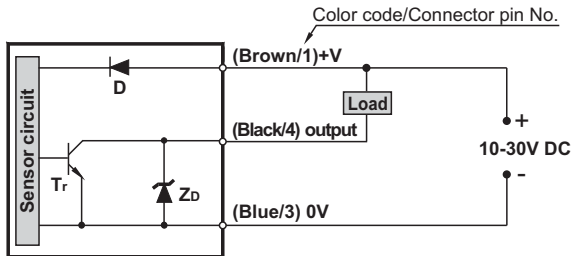 Color code/Connector pin No.
(Brown/1)+V
D
Load
Sensor circuit
(Black/4) output
+
10-30V DC
-
Tr
ZD
(Blue/3) 0V